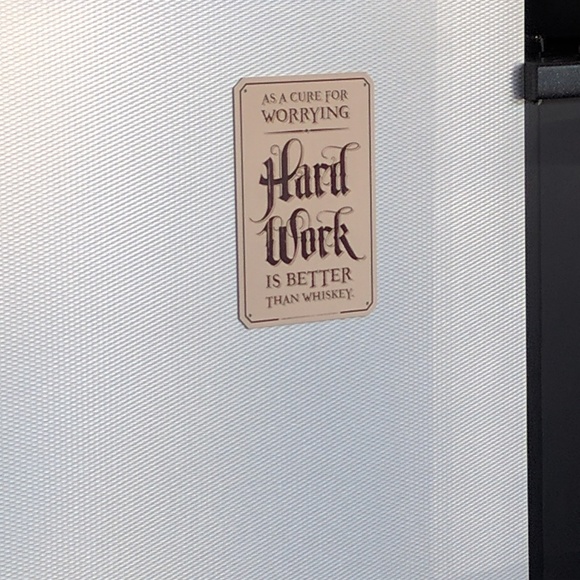 AS A CURE FOR
WORRYING
Hard
Work
IS BETTER
THAN WHISKEY.